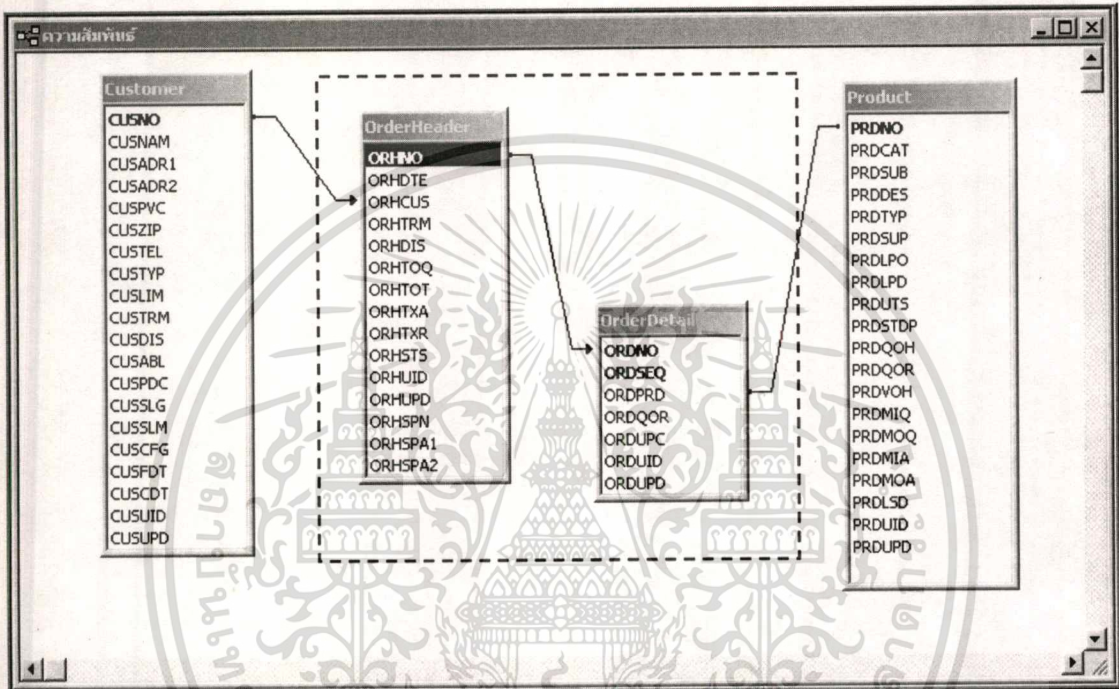 ความสัมพันธ์
Customer
CUSNO
CUSNAM
CUSADR1
CUSADR2
CUSPVC
CUSZIP
CUSTEL
CUSTYP
CUSLIM
CUSTRM
CUSDIS
CUSABL
CUSPDC
CUSSLG
CUSSLM
CUSCFG
CUSFDT
CUSCDT
CUSUID
CUSUPD
OrderHeader
ORHNO
ORHDTE
ORHCUS
ORHTRM
ORHDIS
ORHTOQ
ORHTOT
ORHTXA
ORHTXR
ORHSTS
ORHUID
ORHUPD
ORHSPN
ORHSPA1
ORHSPA2
OrderDetail
ORDNO
ORDSEQ
ORDPRD
ORDQOR
ORDUPC
ORDUID
ORDUPD
Product
PRDNO
PRDCAT
PRDSUB
PRDDES
PRDTYP
PRDSUP
PRDLPO
PRDLPD
PRDUTS
PRDSTDP
PRDQOH
PRDQOR
PRDVOH
PRDMIQ
PRDMOQ
PRDMIA
PRDMOA
PRDLSD
PRDUID
PRDUPD